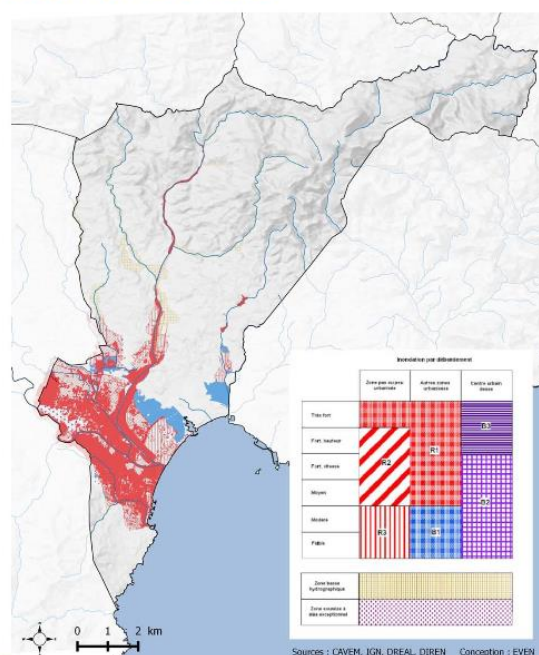 Inondation par débordement
Zone peu ou pas urbanisée
Autres zones urbanisées
Centre urbain dense
Très fort
Fort, hauteur
Fort, vitesse
Moyen
Modéré
Faible
R2
R1
B3
B2
R3
B1
Zone basse hydrographique
Zone soumise à aléa exceptionnel
0 1 2 km
Sources : CAVEM, IGN, DREAL, DIREN Conception : EVEN